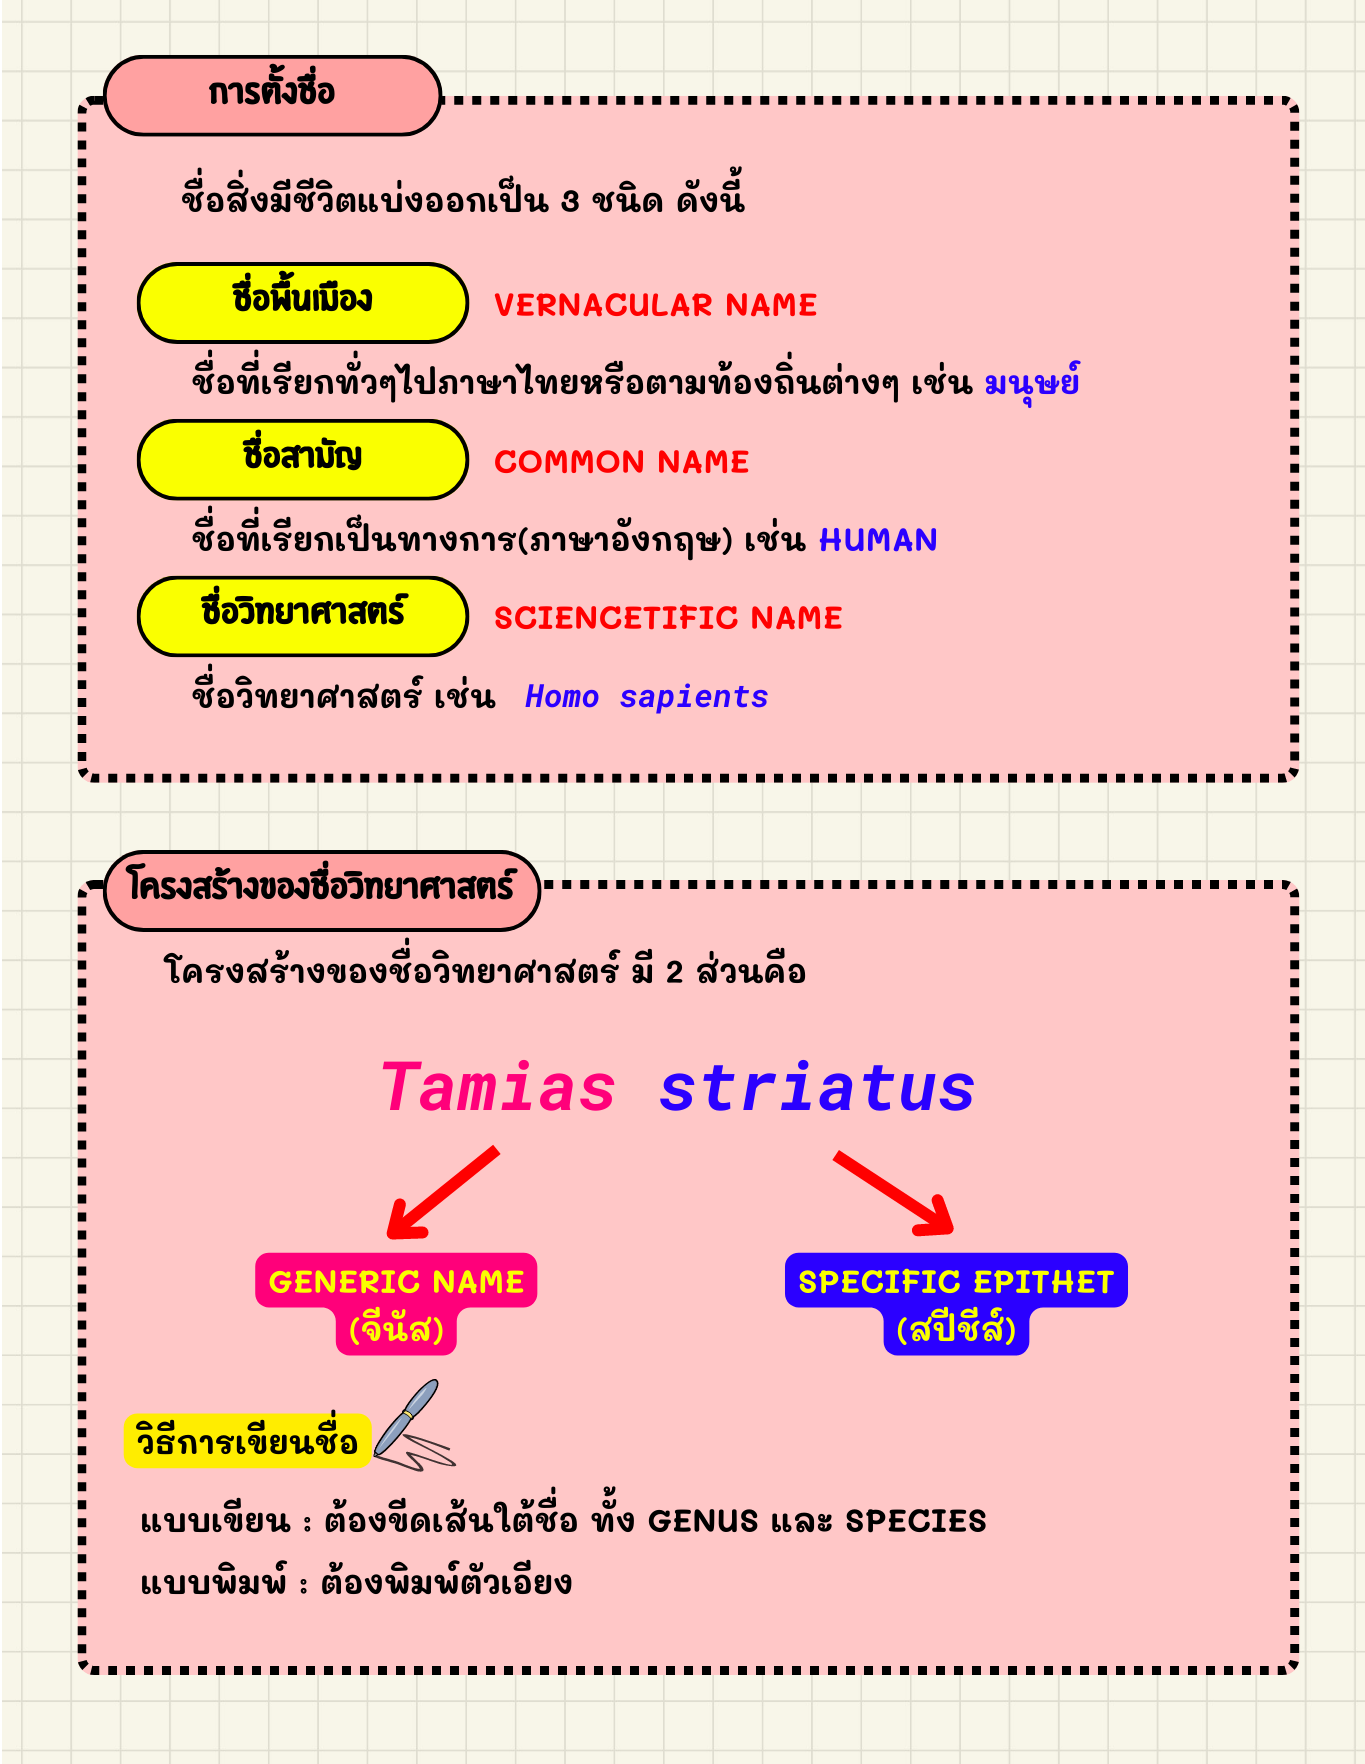 การตั้งชื่อ
ชื่อสิ่งมีชีวิตแบ่งออกเป็น 3 ชนิด ดังนี้
ชื่อพื้นเมือง VERNACULAR NAME
ชื่อที่เรียกทั่วๆไปภาษาไทยหรือตามท้องถิ่นต่างๆ เช่น มนุษย์
ชื่อสามัญ COMMON NAME
ชื่อที่เรียกเป็นทางการ(ภาษาอังกฤษ) เช่น HUMAN
ชื่อวิทยาศาสตร์ SCIENCETIFIC NAME
ชื่อวิทยาศาสตร์ เช่น Homo sapients
โครงสร้างของชื่อวิทยาศาสตร์
โครงสร้างของชื่อวิทยาศาสตร์ มี 2 ส่วนคือ
Tamias striatus
GENERIC NAME SPECIFIC EPITHET
(จีนัส) (สปีชีส์)
วิธีการเขียนชื่อ
แบบเขียน : ต้องขีดเส้นใต้ชื่อ ทั้ง GENUS และ SPECIES
แบบพิมพ์ : ต้องพิมพ์ตัวเอียง